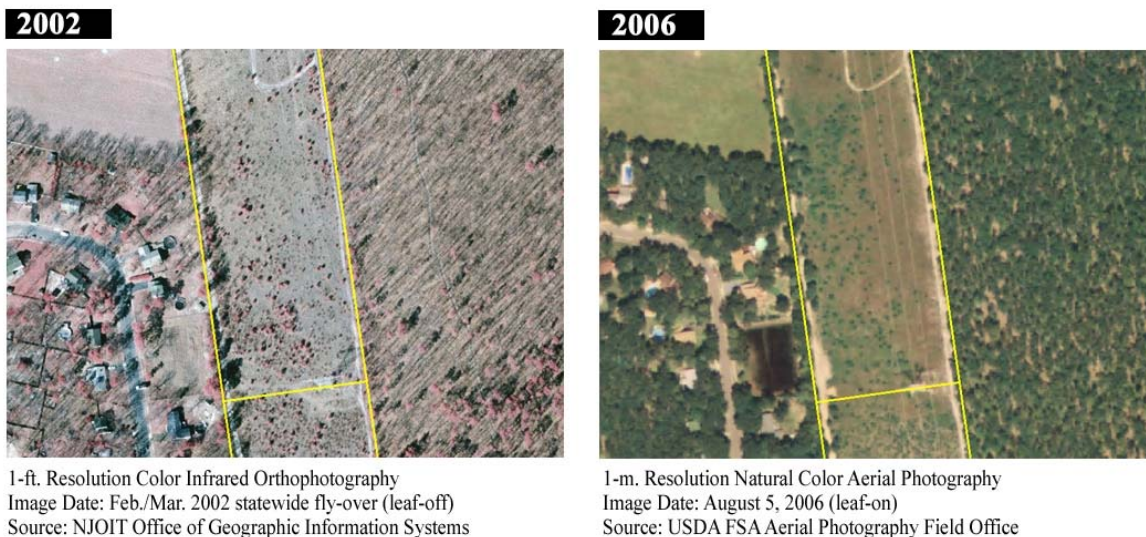 2002
2006
1-ft. Resolution Color Infrared Orthophotography
Image Date: Feb./Mar. 2002 statewide fly-over (leaf-off)
Source: NJOIT Office of Geographic Information Systems
1-m. Resolution Natural Color Aerial Photography
Image Date: August 5, 2006 (leaf-on)
Source: USDA FSA Aerial Photography Field Office